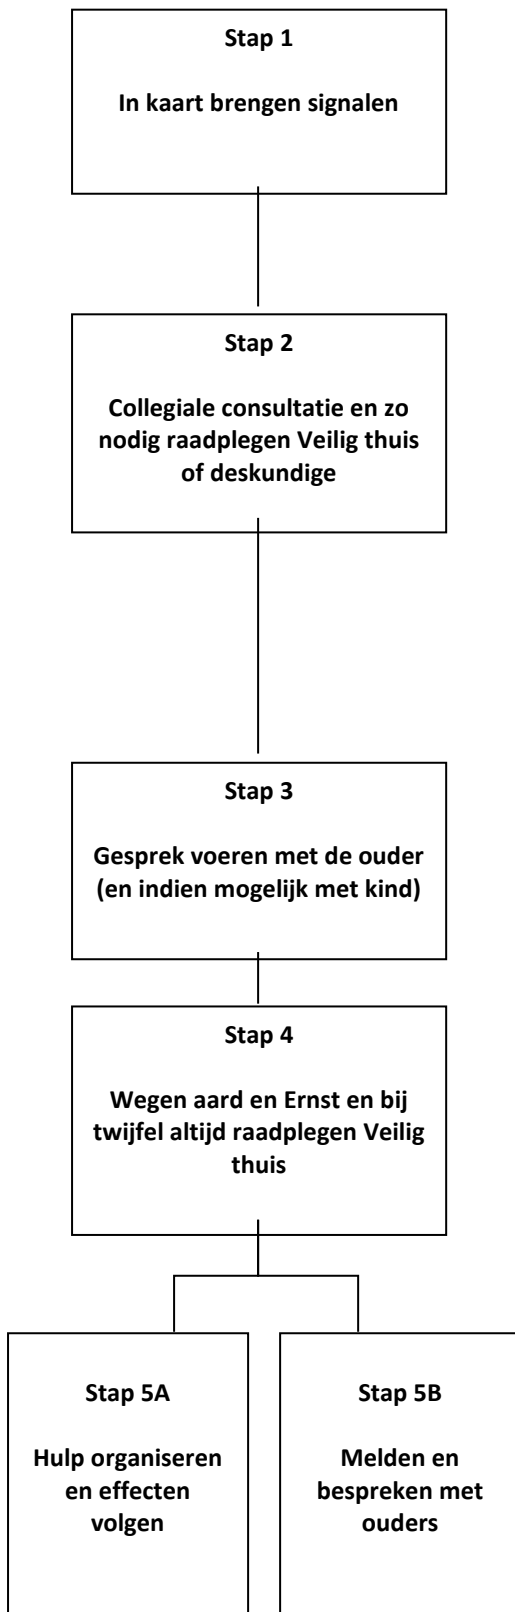 Stap 1
In kaart brengen signalen
Stap 2
Collegiale consultatie en zo
nodig raadplegen Veilig thuis
of deskundige
Stap 3
Gesprek voeren met de ouder
(en indien mogelijk met kind)
Stap 4
Wegen aard en Ernst en bij
twijfel altijd raadplegen Veilig
thuis
Stap 5A
Hulp organiseren
en effecten
volgen
Stap 5B
Melden en
bespreken met
ouders